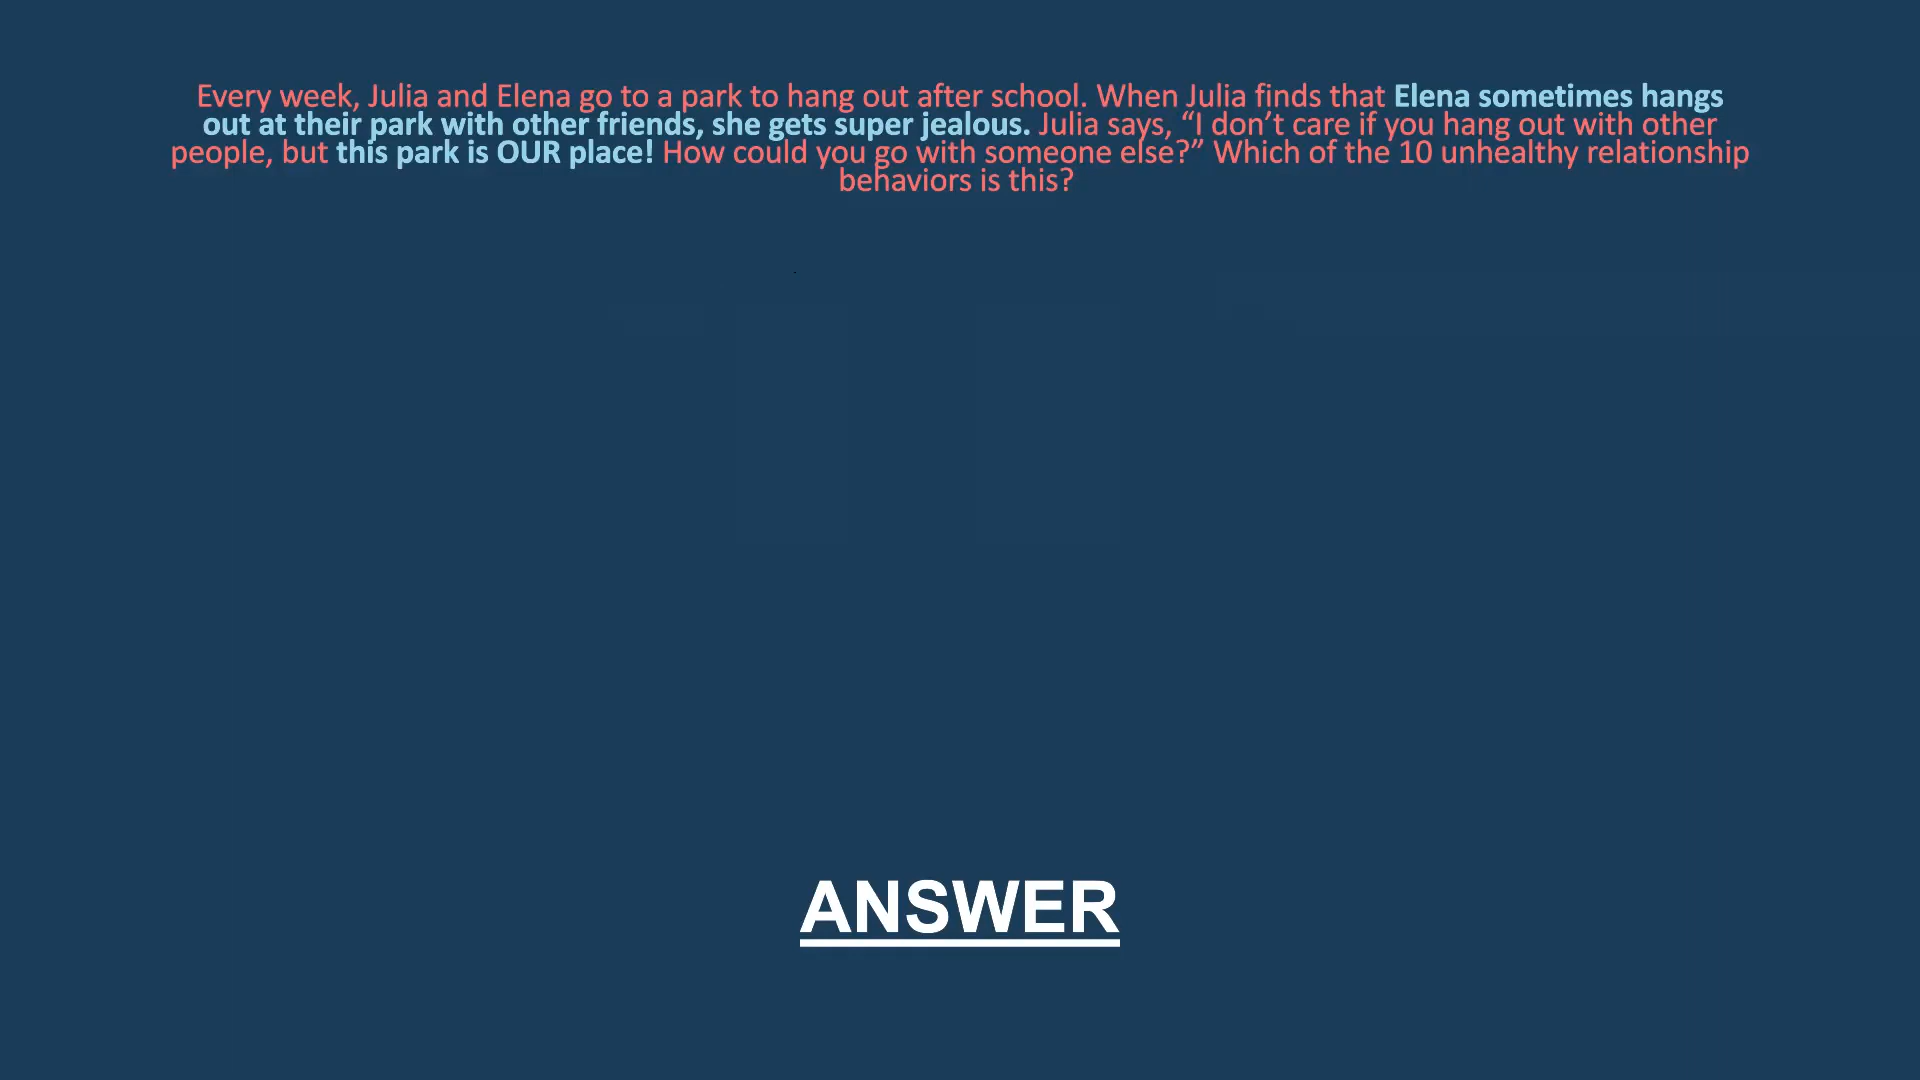 Every week, Julia and Elena go to a park to hang out after school. When Julia finds that Elena sometimes hangs
out at their park with other friends, she gets super jealous. Julia says, “I don’t care if you hang out with other
people, but this park is OUR place! How could you go with someone else?” Which of the 10 unhealthy relationship
behaviors is this?
ANSWER